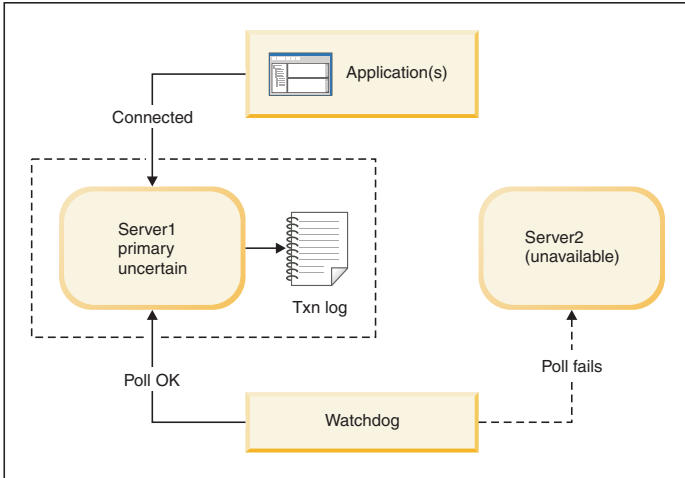 Application(s)
Connected
Server1
primary
uncertain
Txn log
Server2
(unavailable)
Poll OK
Poll fails
Watchdog